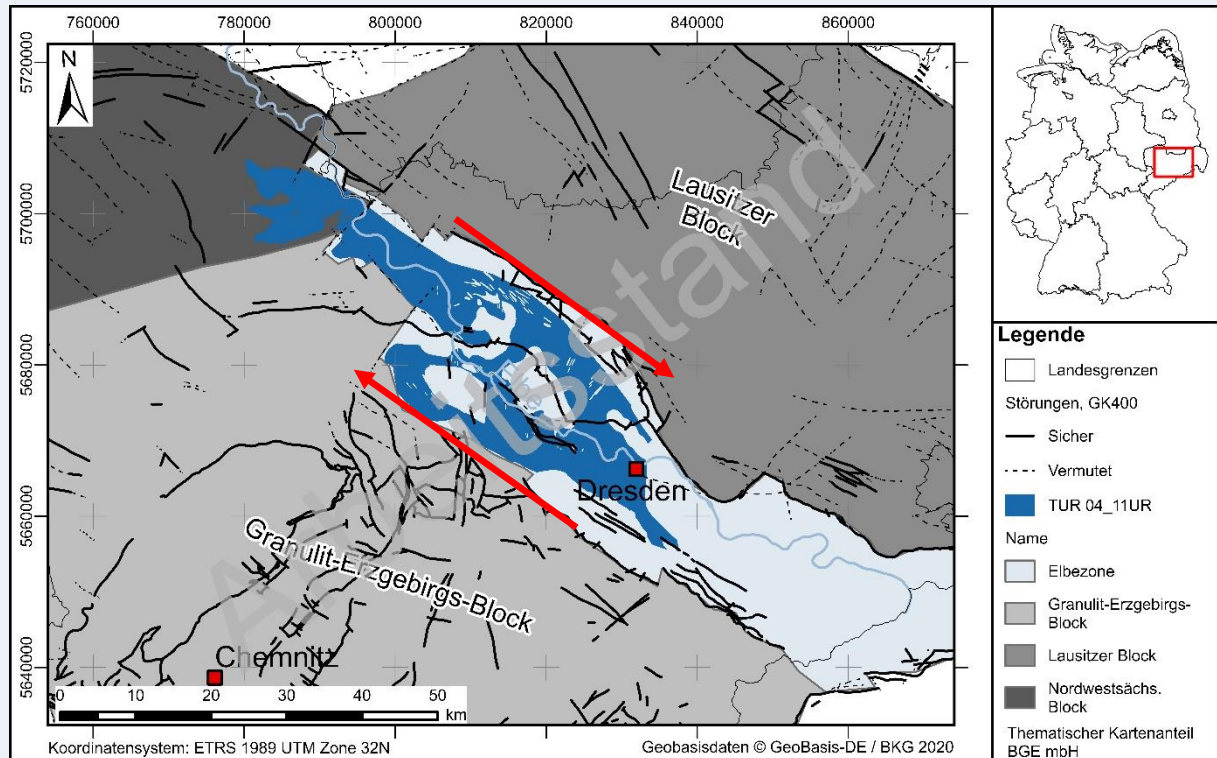 760000 780000 800000 820000 840000 860000
5720000
5700000
5680000
5660000
5640000
N
Lausitzer
Block
Arbeitsstand
Elbe
Dresden
Granulit-Erzgebirgs-Block
Chemnitz
0 10 20 30 40 50
km
Koordinatensystem: ETRS 1989 UTM Zone 32N
Geobasisdaten © GeoBasis-DE / BKG 2020
Legende
Landesgrenzen
Störungen, GK400
Sicher
Vermutet
TUR 04_11UR
Name
Elbezone
Granulit-Erzgebirgs-
Block
Lausitzer Block
Nordwestsächs.
Block
Thematischer Kartenanteil
BGE mbH